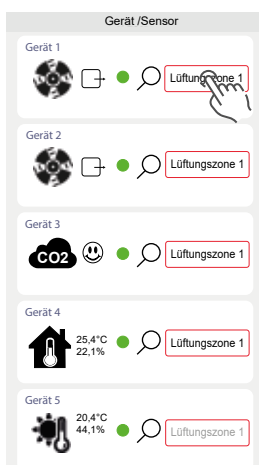 Gerät /Sensor
Gerät 1
Lüftungszone 1
Gerät 2
Lüftungszone 1
Gerät 3
CO2
Lüftungszone 1
Gerät 4
25,4°C
22,1%
Lüftungszone 1
Gerät 5
20,4°C
44,1%
Lüftungszone 1